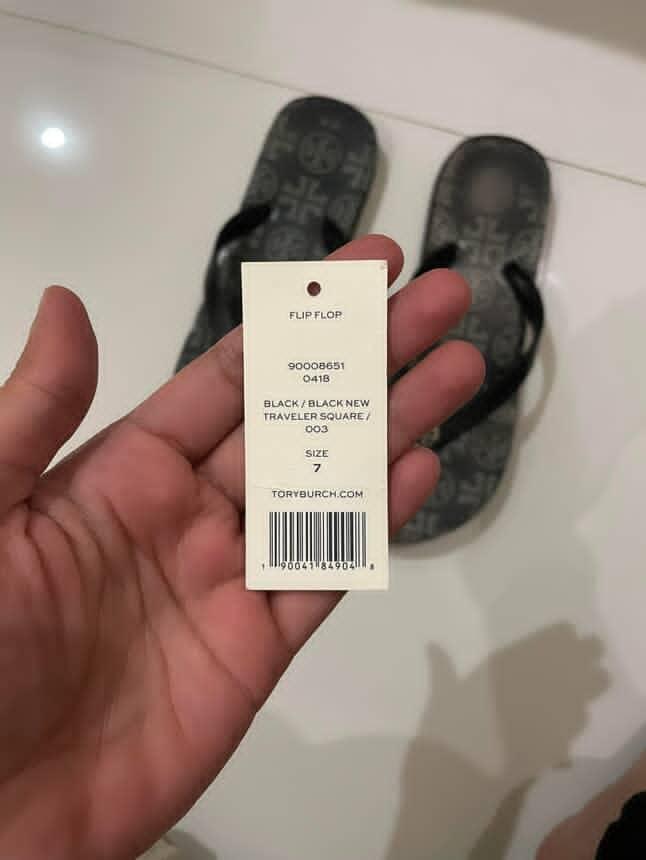 FLIP FLOP
90008651
0418
BLACK / BLACK NEW
TRAVELER SQUARE /
003
SIZE
7
TORYBURCH.COM
1 90041 84904 8